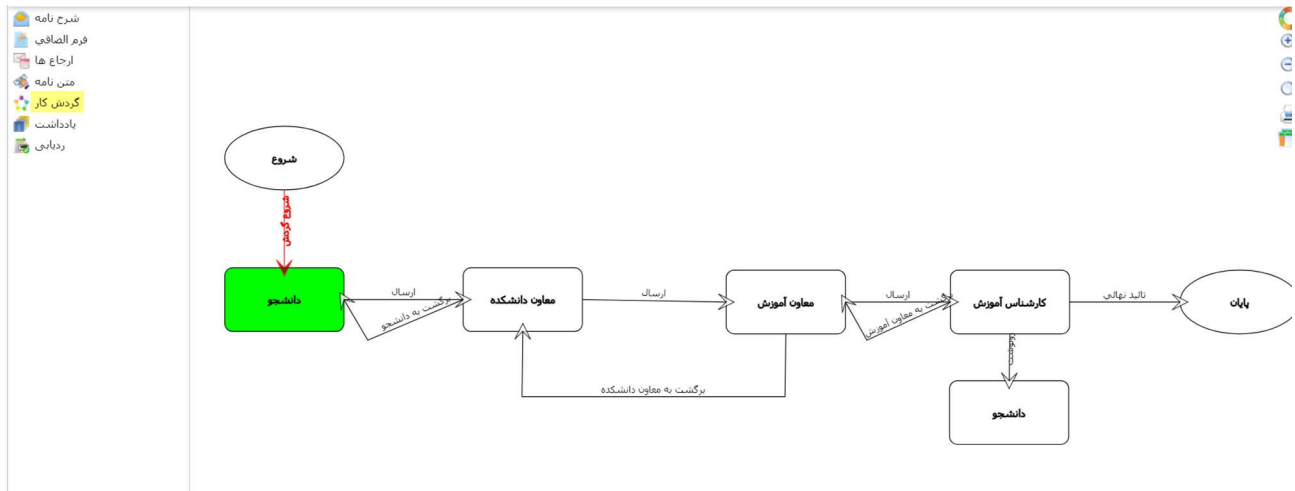 شرح نامه
فرم الصاقی
ارجاع ها
متن نامه
گردش کار
یادداشت
ردیابی
شروع
شروع گردش
دانشجو
ارسال
برگشت به دانشجو
معاون دانشکده
ارسال
معاون آموزش
ارسال
برگشت به معاون آموزش
کارشناس آموزش
تائید نهائی
پایان
برگشت به معاون دانشکده
رونوشت
دانشجو